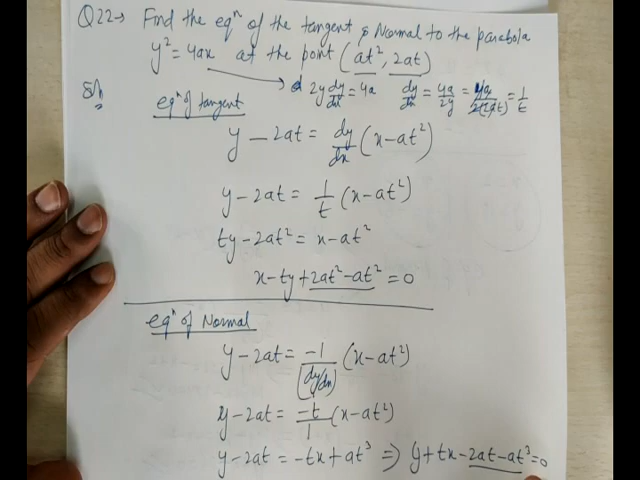 Q22→ Find the eqⁿ of the tangent & Normal to the parabola
y² = 4ax at the point (at², 2at)
Solⁿ 2y dy/dx = 4a dy/dx = 4a/2y = 4a/2(2at) = 1/t
eqⁿ of tangent
y − 2at = dy/dx (x − at²)
y − 2at = 1/t (x − at²)
ty − 2at² = x − at²
x − ty + 2at² − at² = 0
eqⁿ of Normal
y − 2at = −1/(dy/dx) (x − at²)
y − 2at = −t/1 (x − at²)
y − 2at = −tx + at³ ⇒ y + tx − 2at − at³ = 0